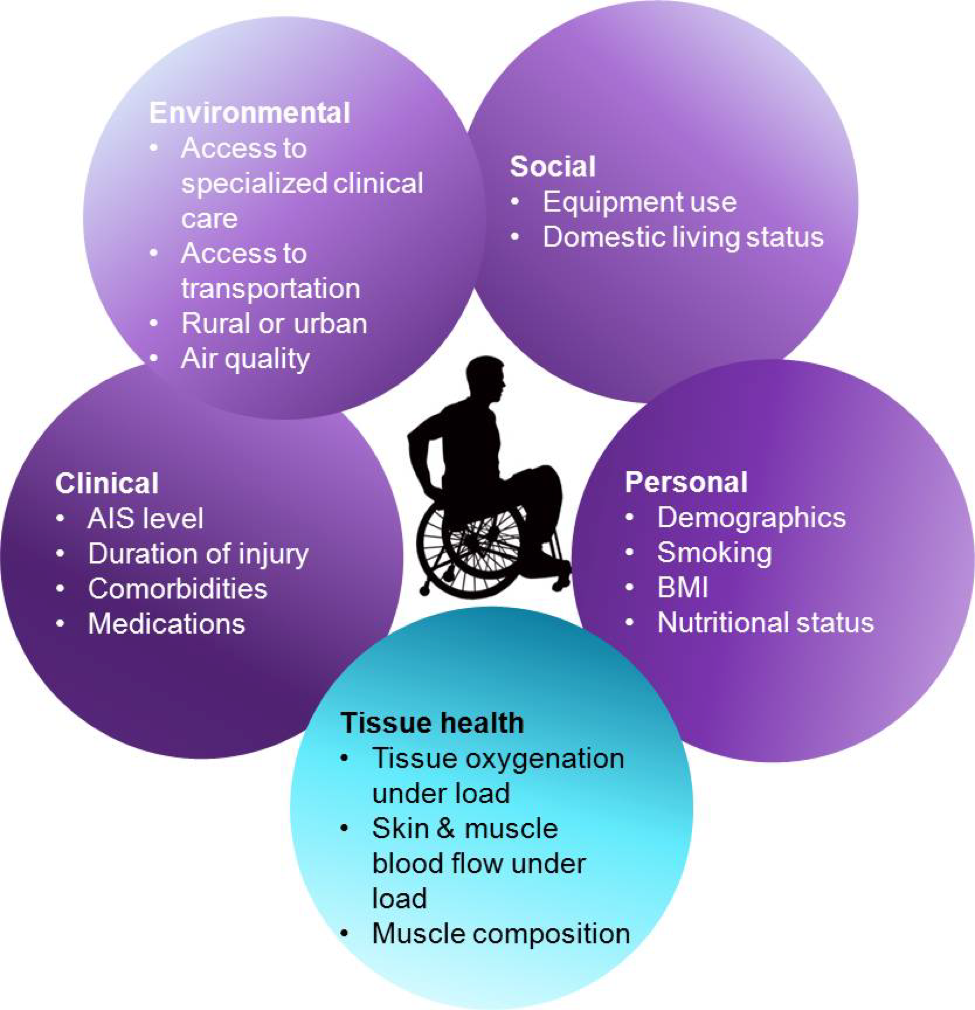 Environmental
• Access to
specialized clinical
care
• Access to
transportation
• Rural or urban
• Air quality
Social
• Equipment use
• Domestic living status
Clinical
• AIS level
• Duration of injury
• Comorbidities
• Medications
Personal
• Demographics
• Smoking
• BMI
• Nutritional status
Tissue health
• Tissue oxygenation
under load
• Skin & muscle
blood flow under
load
• Muscle composition